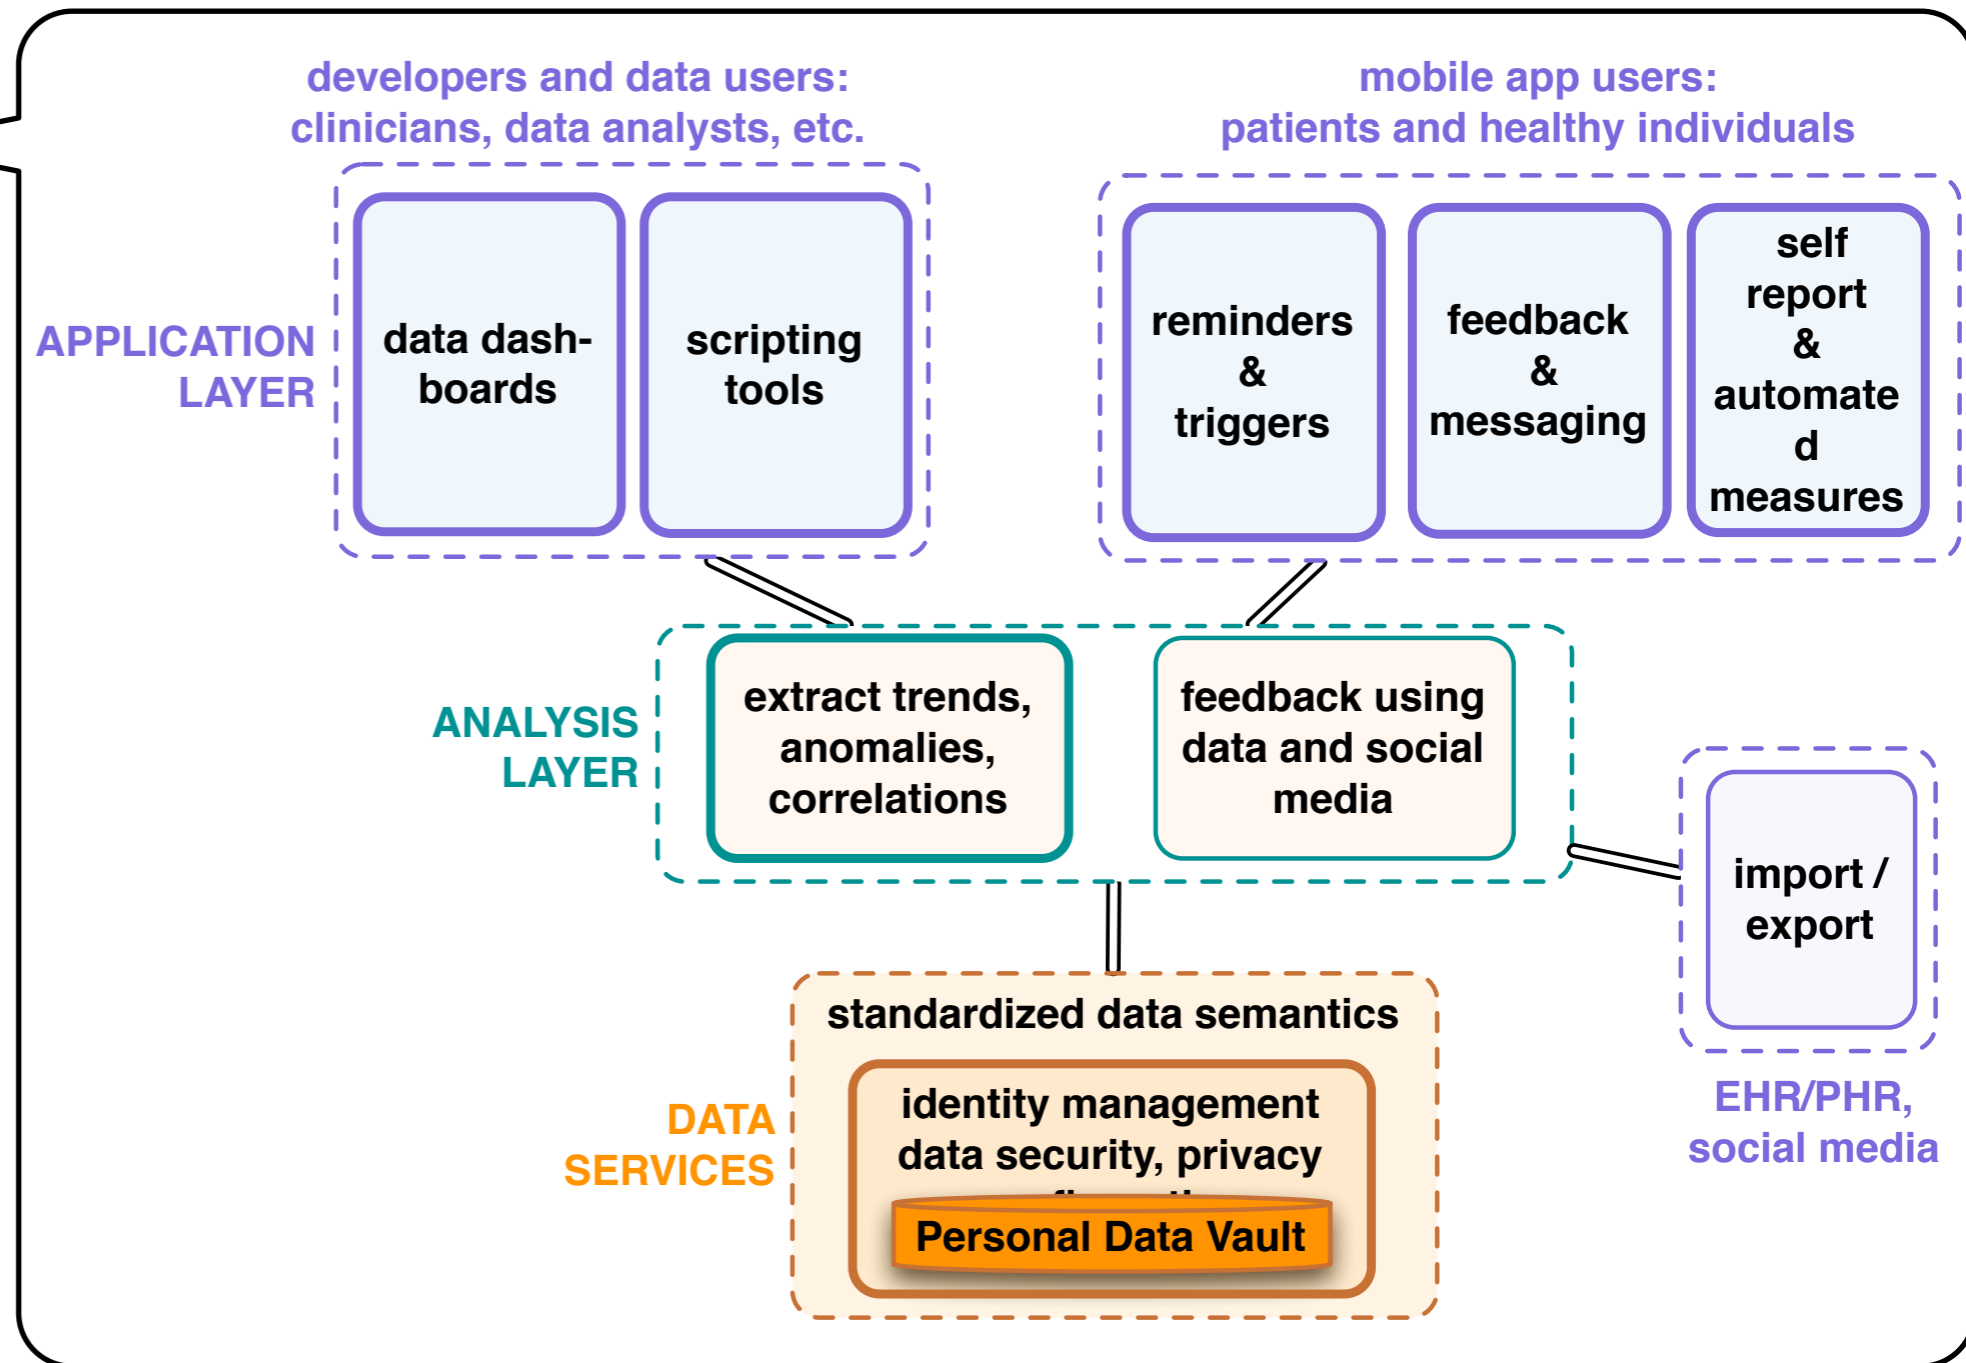 developers and data users:
clinicians, data analysts, etc.
mobile app users:
patients and healthy individuals
APPLICATION
LAYER
data dash-
boards
scripting
tools
reminders
&
triggers
feedback
&
messaging
self
report
&
automate
d
measures
ANALYSIS
LAYER
extract trends,
anomalies,
correlations
feedback using
data and social
media
import /
export
EHR/PHR,
social media
DATA
SERVICES
standardized data semantics
identity management
data security, privacy
Personal Data Vault